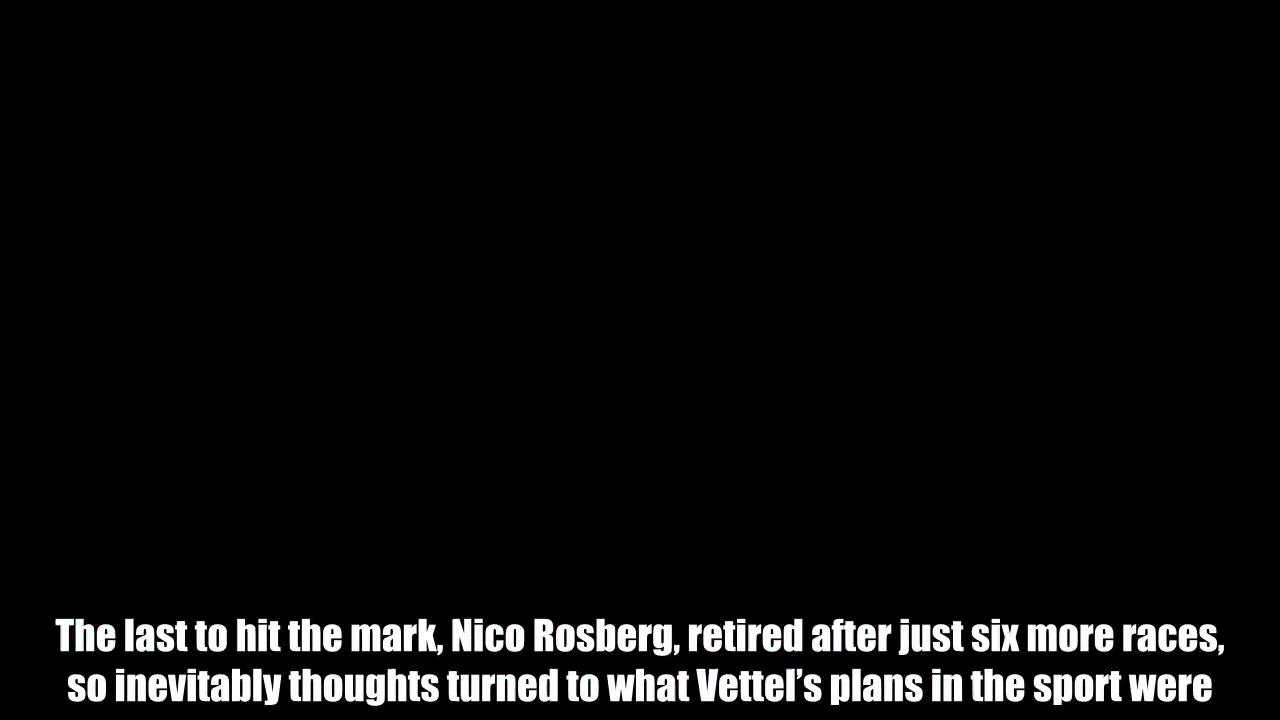 The last to hit the mark, Nico Rosberg, retired after just six more races,
so inevitably thoughts turned to what Vettel’s plans in the sport were